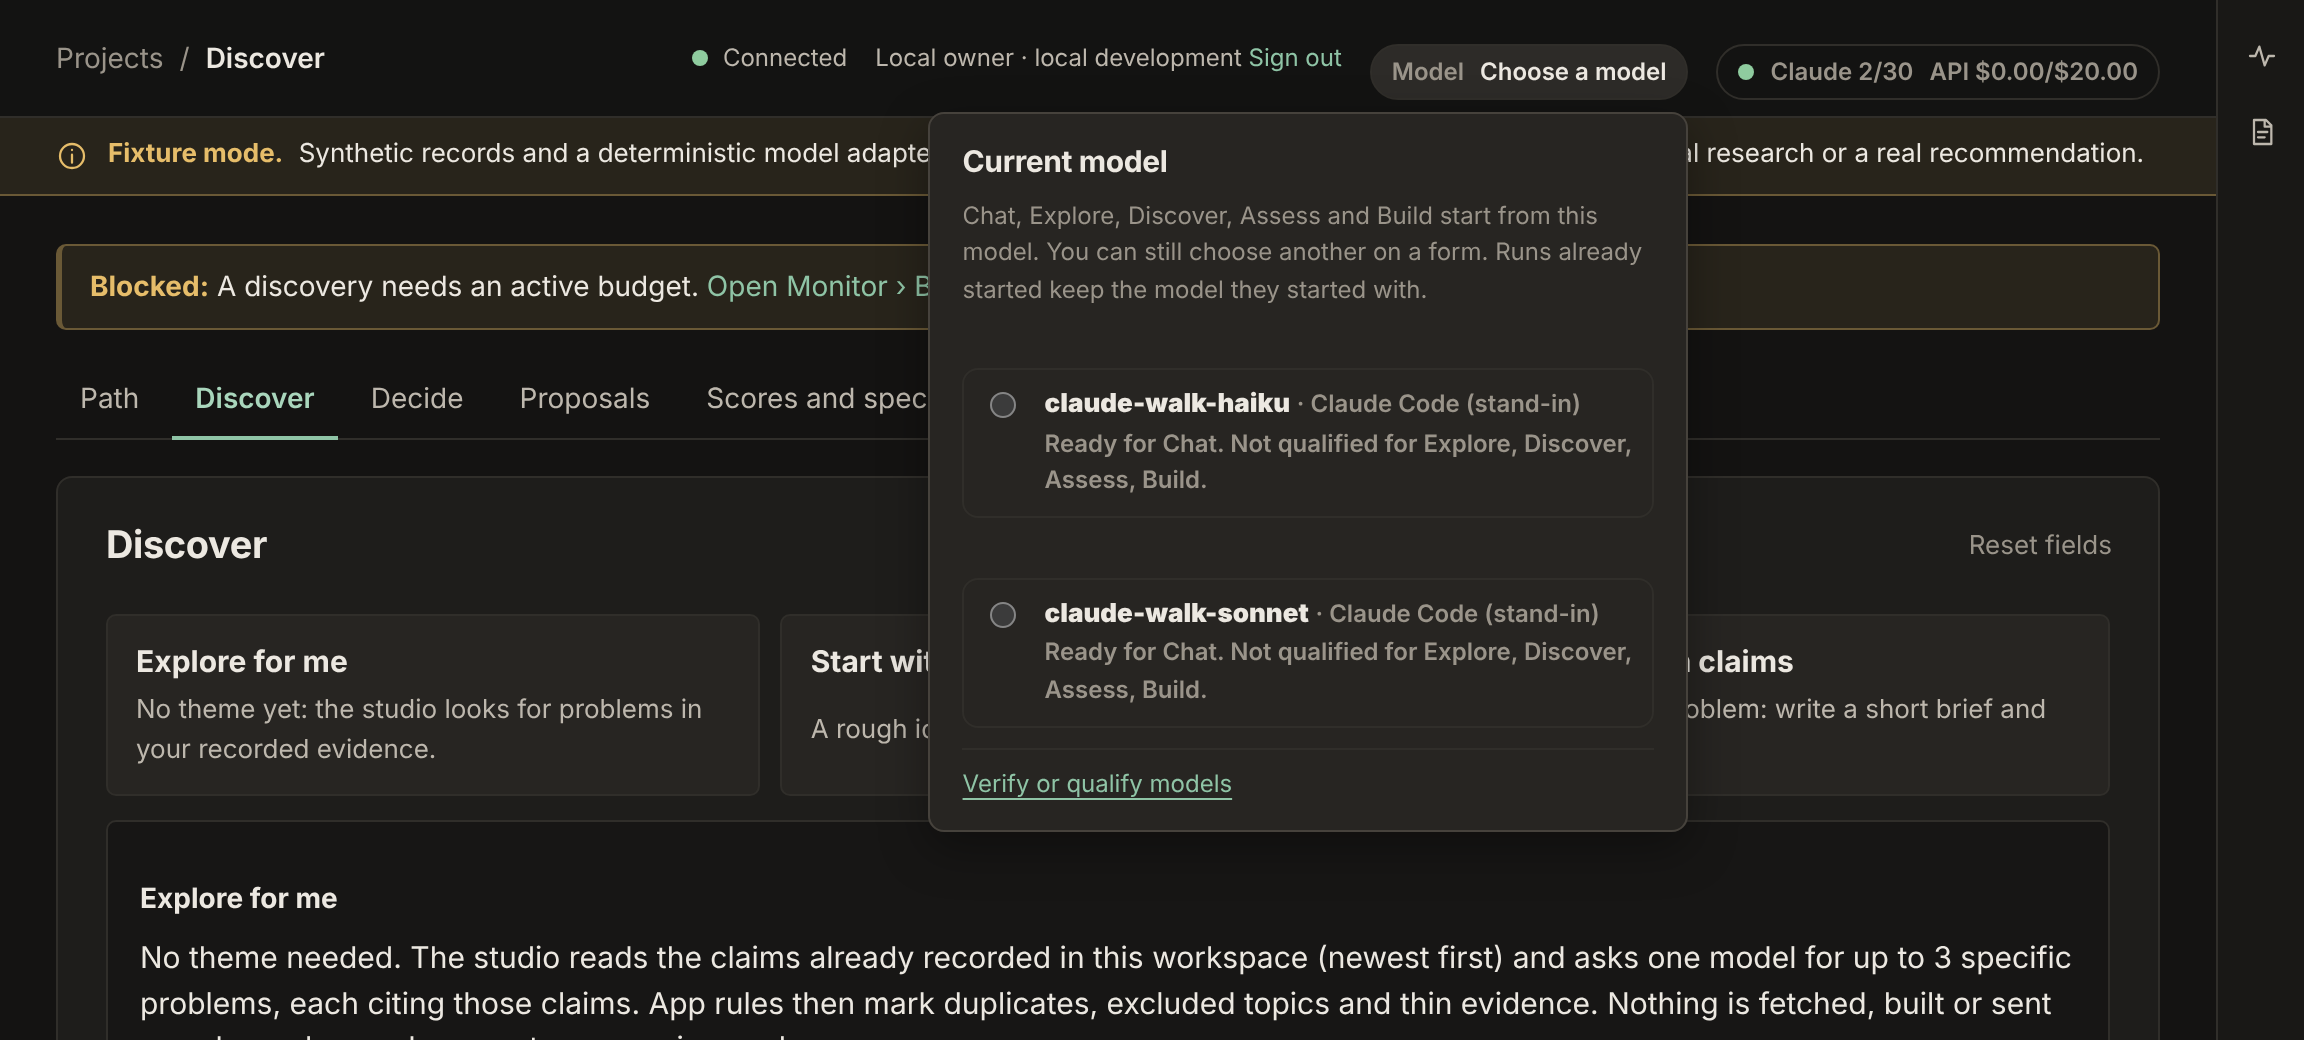 Projects / Discover
Connected Local owner · local development Sign out
Model Choose a model
Claude 2/30 API $0.00/$20.00
Fixture mode. Synthetic records and a deterministic model
research or a real recommendation.
Blocked: A discovery needs an active budget. Open Monitor ›
Path Discover Decide Proposals Scores and
Current model
Chat, Explore, Discover, Assess and Build start from this
model. You can still choose another on a form. Runs already
started keep the model they started with.
claude-walk-haiku · Claude Code (stand-in)
Ready for Chat. Not qualified for Explore, Discover,
Assess, Build.
claude-walk-sonnet · Claude Code (stand-in)
Ready for Chat. Not qualified for Explore, Discover,
Assess, Build.
Verify or qualify models
Discover
Reset fields
Explore for me
No theme yet: the studio looks for problems in
your recorded evidence.
Start
A rough
claims
write a short brief and
Explore for me
No theme needed. The studio reads the claims already recorded in this workspace (newest first) and asks one model for up to 3 specific
problems, each citing those claims. App rules then mark duplicates, excluded topics and thin evidence. Nothing is fetched, built or sent